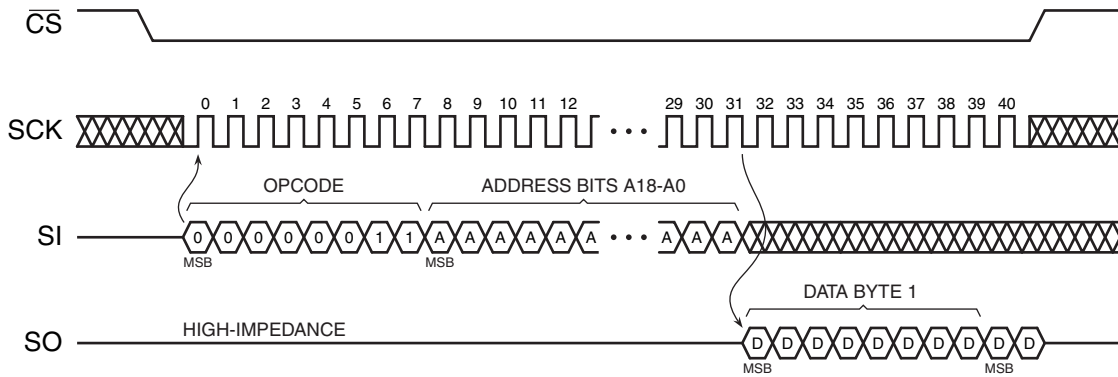 CS
SCK
0 1 2 3 4 5 6 7 8 9 10 11 12 29 30 31 32 33 34 35 36 37 38 39 40
OPCODE ADDRESS BITS A18-A0
SI
0 0 0 0 0 0 1 1 A A A A A A A A A
MSB MSB
DATA BYTE 1
HIGH-IMPEDANCE
SO
D D D D D D D D D D
MSB MSB